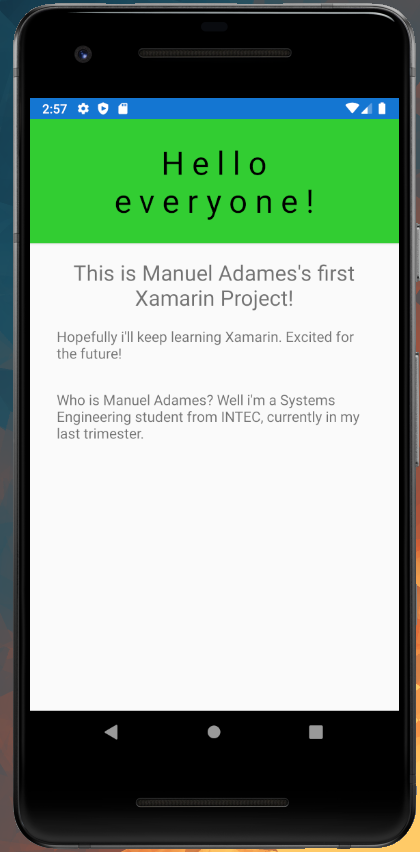 2:57
Hello
everyone!
This is Manuel Adames's first
Xamarin Project!
Hopefully i'll keep learning Xamarin. Excited for
the future!
Who is Manuel Adames? Well i'm a Systems
Engineering student from INTEC, currently in my
last trimester.